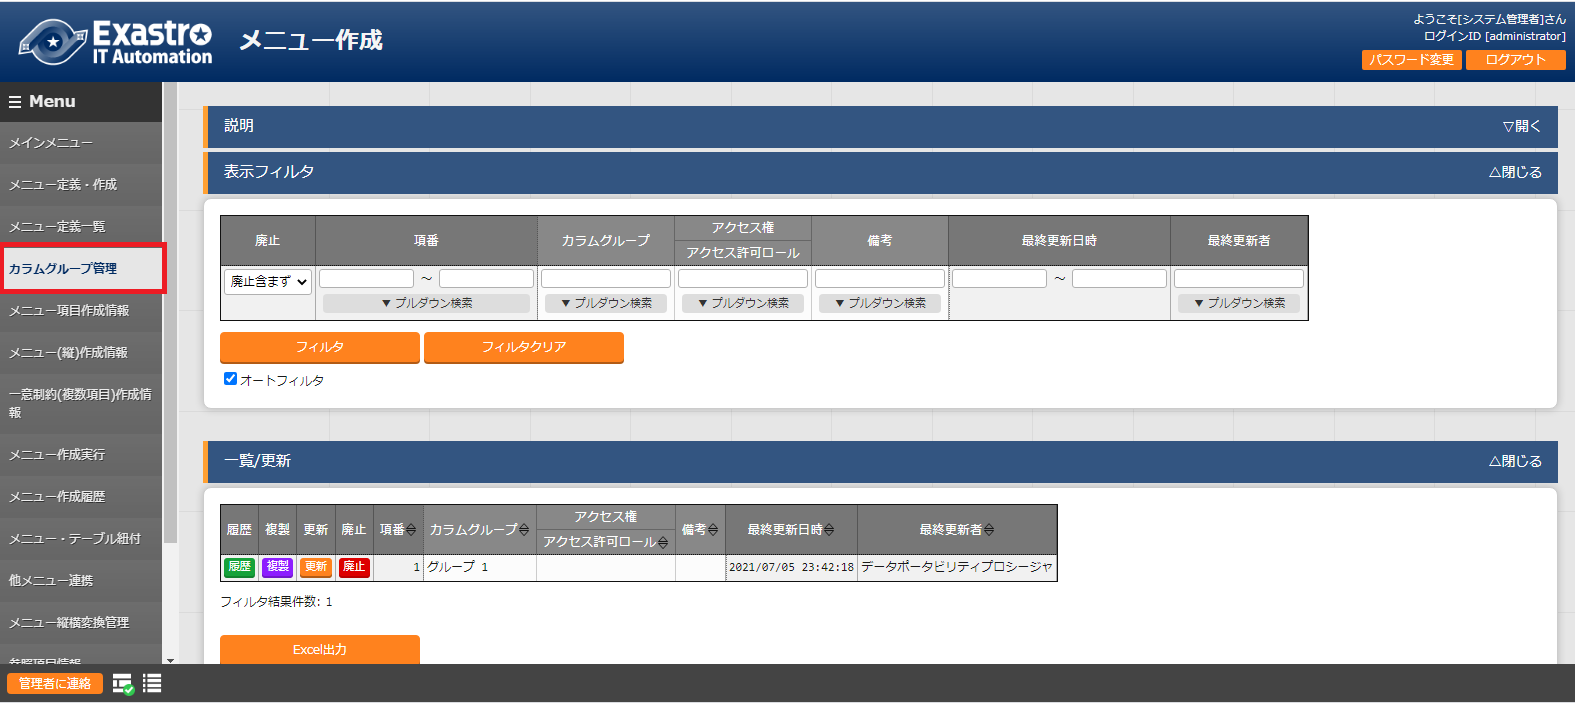 Exastro
IT Automation
メニュー作成
ようこそ[システム管理者]さん
ログインID [administrator]
パスワード変更 ログアウト
Menu
メインメニュー
メニュー定義・作成
メニュー定義一覧
カラムグループ管理
メニュー項目作成情報
メニュー(縦)作成情報
一意制約(複数項目)作成情
報
メニュー作成実行
メニュー作成履歴
メニュー・テーブル紐付
他メニュー連携
メニュー縦横変換管理
参照項目情報
管理者に連絡
説明 ▽開く
表示フィルタ △閉じる
廃止 項番 カラムグループ アクセス権 備考 最終更新日時 最終更新者
アクセス許可ロール
廃止含まず ～ ～
▼ プルダウン検索 ▼ プルダウン検索 ▼ プルダウン検索 ▼ プルダウン検索 ▼ プルダウン検索
フィルタ フィルタクリア
オートフィルタ
一覧/更新 △閉じる
履歴 複製 更新 廃止 項番 カラムグループ アクセス権 備考 最終更新日時 最終更新者
アクセス許可ロール
履歴 複製 更新 廃止 1 グループ 1 2021/07/05 23:42:18 データポータビリティプロシージャ
フィルタ結果件数: 1
Excel出力